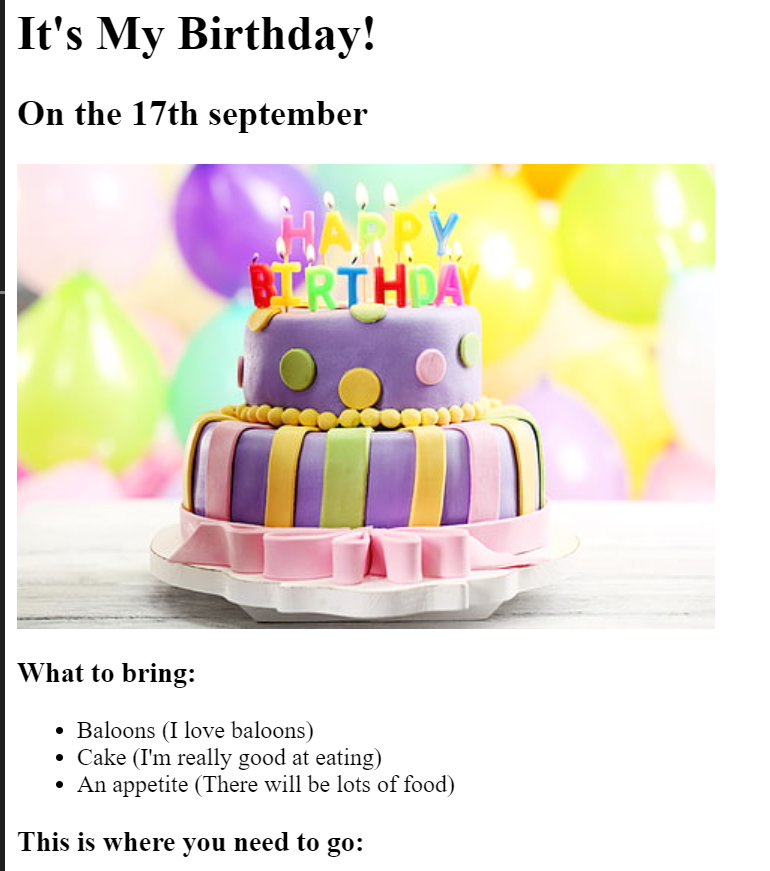 It's My Birthday!
On the 17th september
HAPPY
BIRTHDAY
What to bring:
Baloons (I love baloons)
Cake (I'm really good at eating)
An appetite (There will be lots of food)
This is where you need to go: